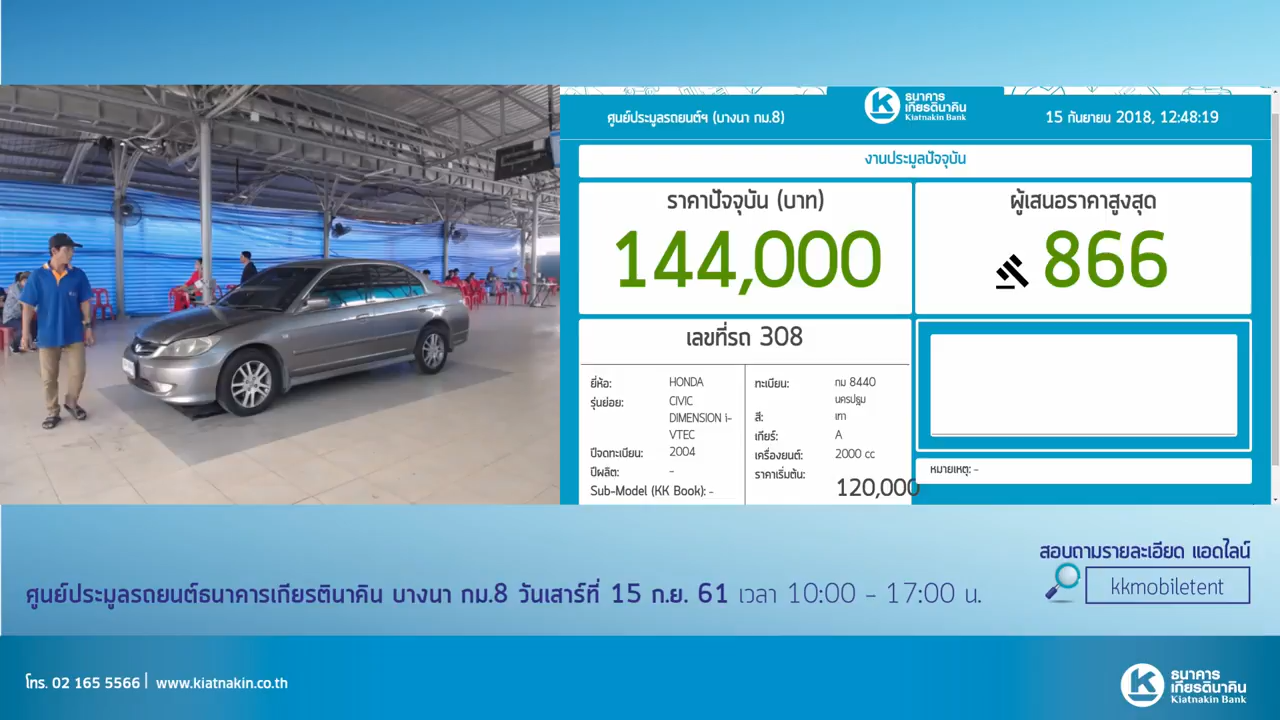 ศูนย์ประมูลรถยนต์ฯ (บางนา กม.8)
ธนาคาร
เกียรตินาคิน
Kiatnakin Bank
15 กันยายน 2018, 12:48:19
งานประมูลปัจจุบัน
ราคาปัจจุบัน (บาท)
144,000
ผู้เสนอราคาสูงสุด
866
เลขที่รถ 308
ยี่ห้อ: HONDA
รุ่นย่อย: CIVIC
DIMENSION i-
VTEC
ปีจดทะเบียน: 2004
ปีผลิต: -
Sub-Model (KK Book): -
ทะเบียน: กม 8440
นครปฐม
สี: เทา
เกียร์: A
เครื่องยนต์: 2000 cc
ราคาเริ่มต้น:
120,000
หมายเหตุ: -
สอบถามรายละเอียด แอดไลน์
kkmobiletent
ศูนย์ประมูลรถยนต์ธนาคารเกียรตินาคิน บางนา กม.8 วันเสาร์ที่ 15 ก.ย. 61 เวลา 10:00 - 17:00 น.
โทร. 02 165 5566 | www.kiatnakin.co.th
ธนาคาร
เกียรตินาคิน
Kiatnakin Bank